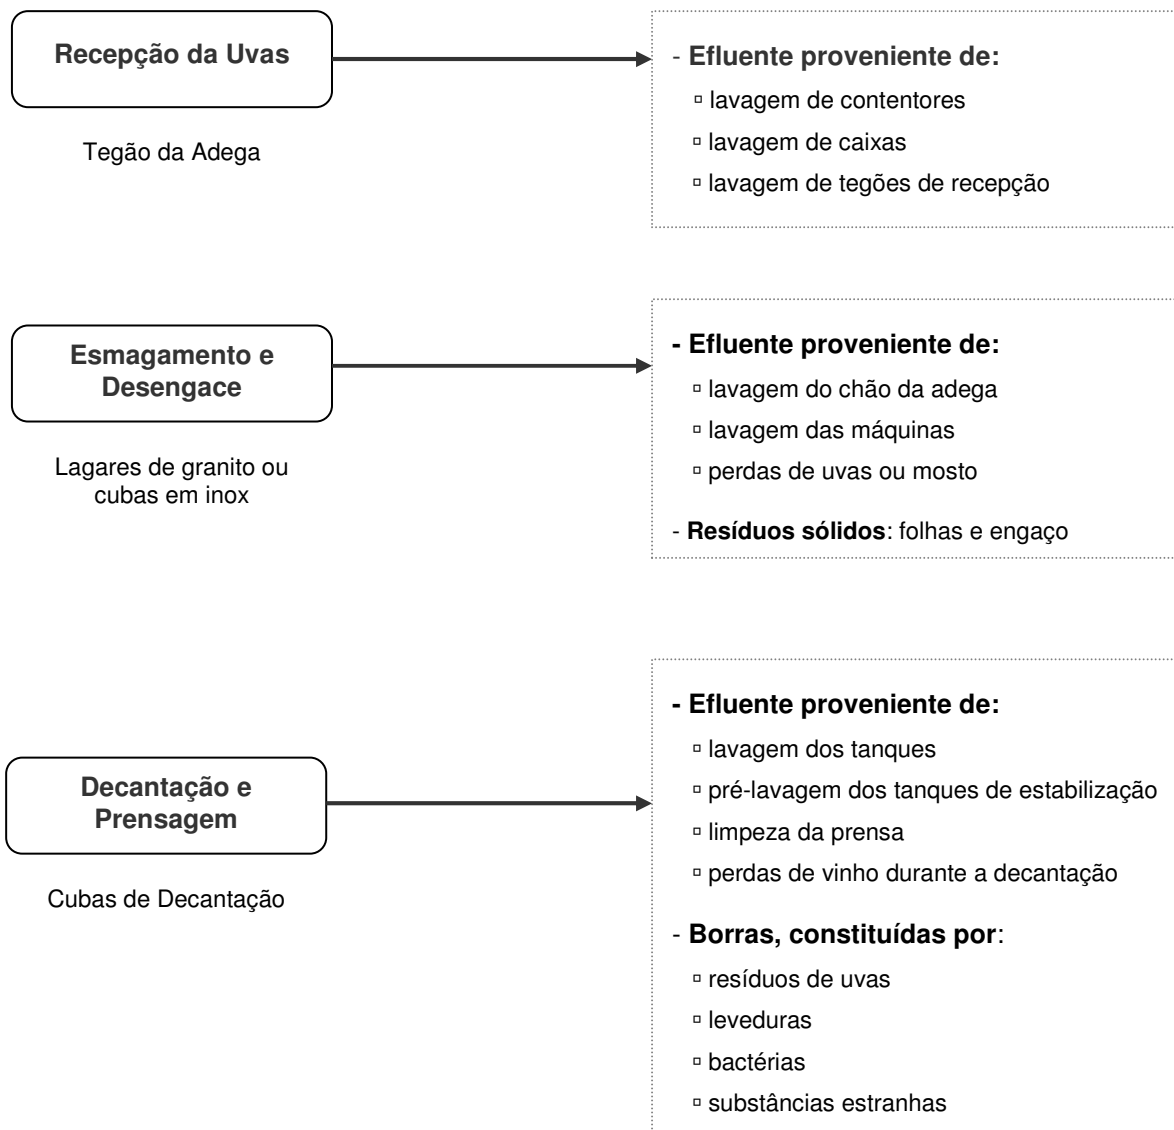 Recepção da Uvas
Tegão da Adega
- Efluente proveniente de:
▫ lavagem de contentores
▫ lavagem de caixas
▫ lavagem de tegões de recepção
Esmagamento e
Desengace
Lagares de granito ou
cubas em inox
- Efluente proveniente de:
▫ lavagem do chão da adega
▫ lavagem das máquinas
▫ perdas de uvas ou mosto
- Resíduos sólidos: folhas e engaço
Decantação e
Prensagem
Cubas de Decantação
- Efluente proveniente de:
▫ lavagem dos tanques
▫ pré-lavagem dos tanques de estabilização
▫ limpeza da prensa
▫ perdas de vinho durante a decantação
- Borras, constituídas por:
▫ resíduos de uvas
▫ leveduras
▫ bactérias
▫ substâncias estranhas